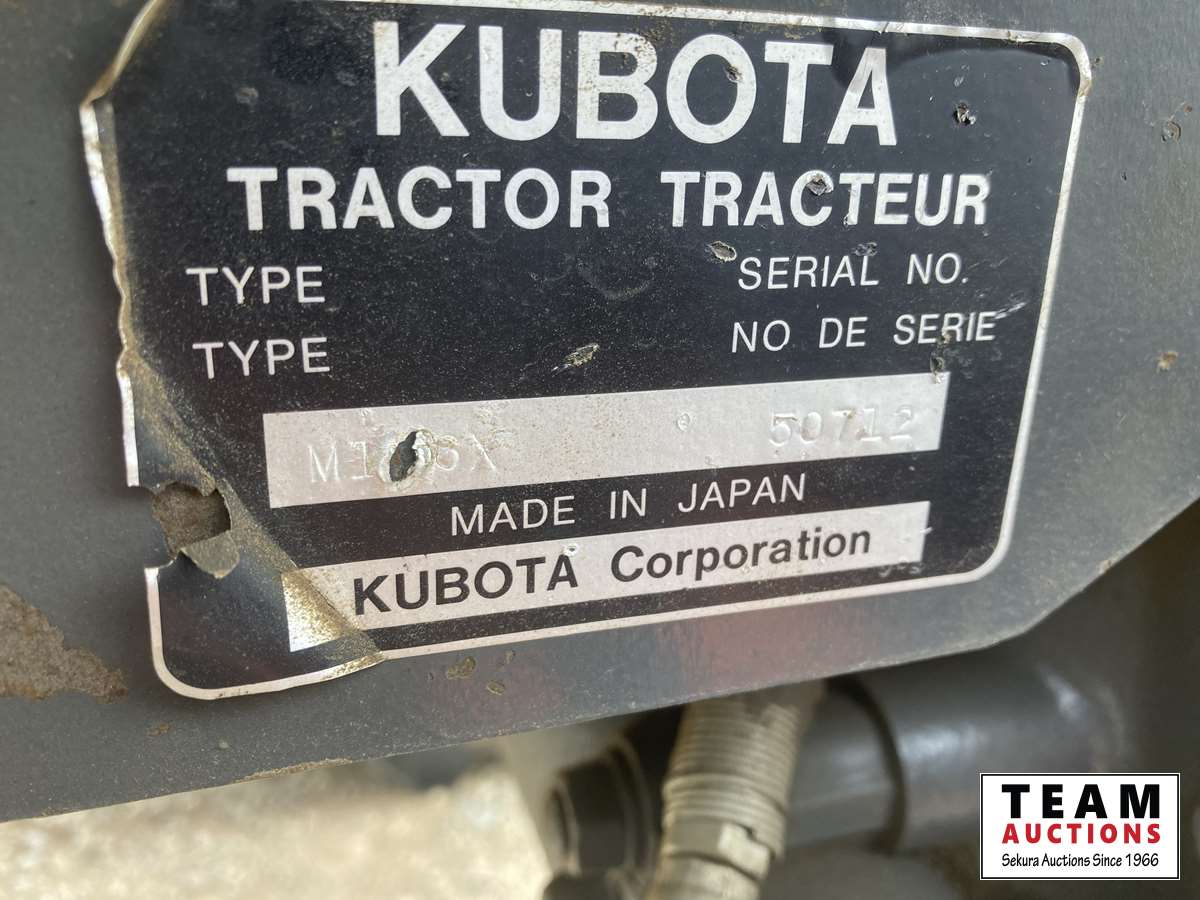 KUBOTA
TRACTOR TRACTEUR
TYPE SERIAL NO.
TYPE NO DE SERIE
50712
MADE IN JAPAN
KUBOTA Corporation
TEAM
AUCTIONS
Sekura Auctions Since 1966